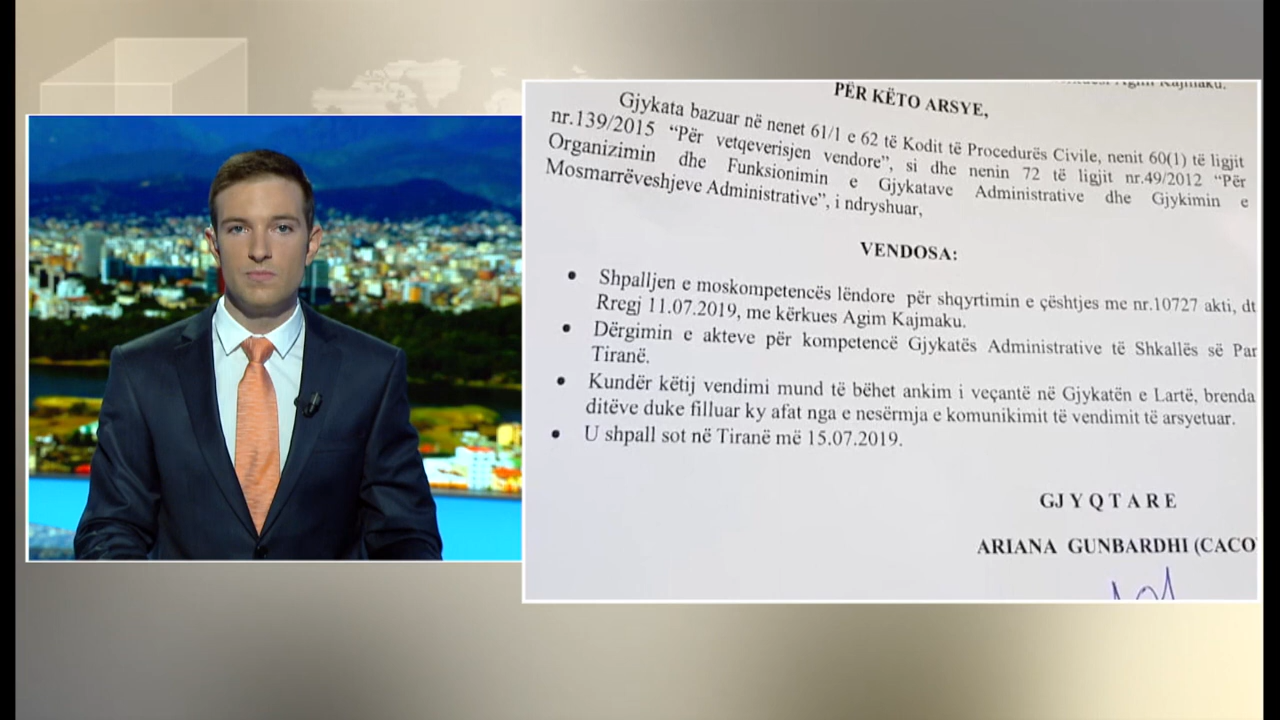 Agim Kajmaku.
PËR KËTO ARSYE,
Gjykata bazuar në nenet 61/1 e 62 të Kodit të Procedurës Civile, nenit 60(1) të ligjit
nr.139/2015 “Për vetqeverisjen vendore”, si dhe nenin 72 të ligjit nr.49/2012 “Për
Organizimin dhe Funksionimin e Gjykatave Administrative dhe Gjykimin e
Mosmarrëveshjeve Administrative”, i ndryshuar,
VENDOSA:
• Shpalljen e moskompetencës lëndore për shqyrtimin e çështjes me nr.10727 akti, dt
Rregj 11.07.2019, me kërkues Agim Kajmaku.
• Dërgimin e akteve për kompetencë Gjykatës Administrative të Shkallës së Par
Tiranë.
• Kundër këtij vendimi mund të bëhet ankim i veçantë në Gjykatën e Lartë, brenda
ditëve duke filluar ky afat nga e nesërmja e komunikimit të vendimit të arsyetuar.
• U shpall sot në Tiranë më 15.07.2019.
GJYQTARE
ARIANA GUNBARDHI (CACO